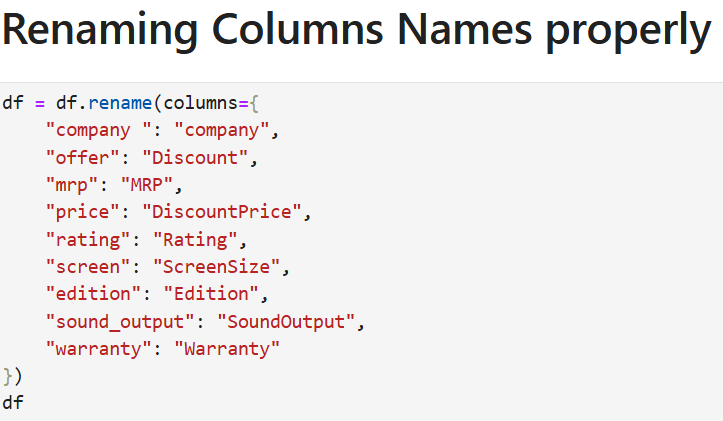 Renaming Columns Names properly
df = df.rename(columns={
    "company ": "company",
    "offer": "Discount",
    "mrp": "MRP",
    "price": "DiscountPrice",
    "rating": "Rating",
    "screen": "ScreenSize",
    "edition": "Edition",
    "sound_output": "SoundOutput",
    "warranty": "Warranty"
})
df